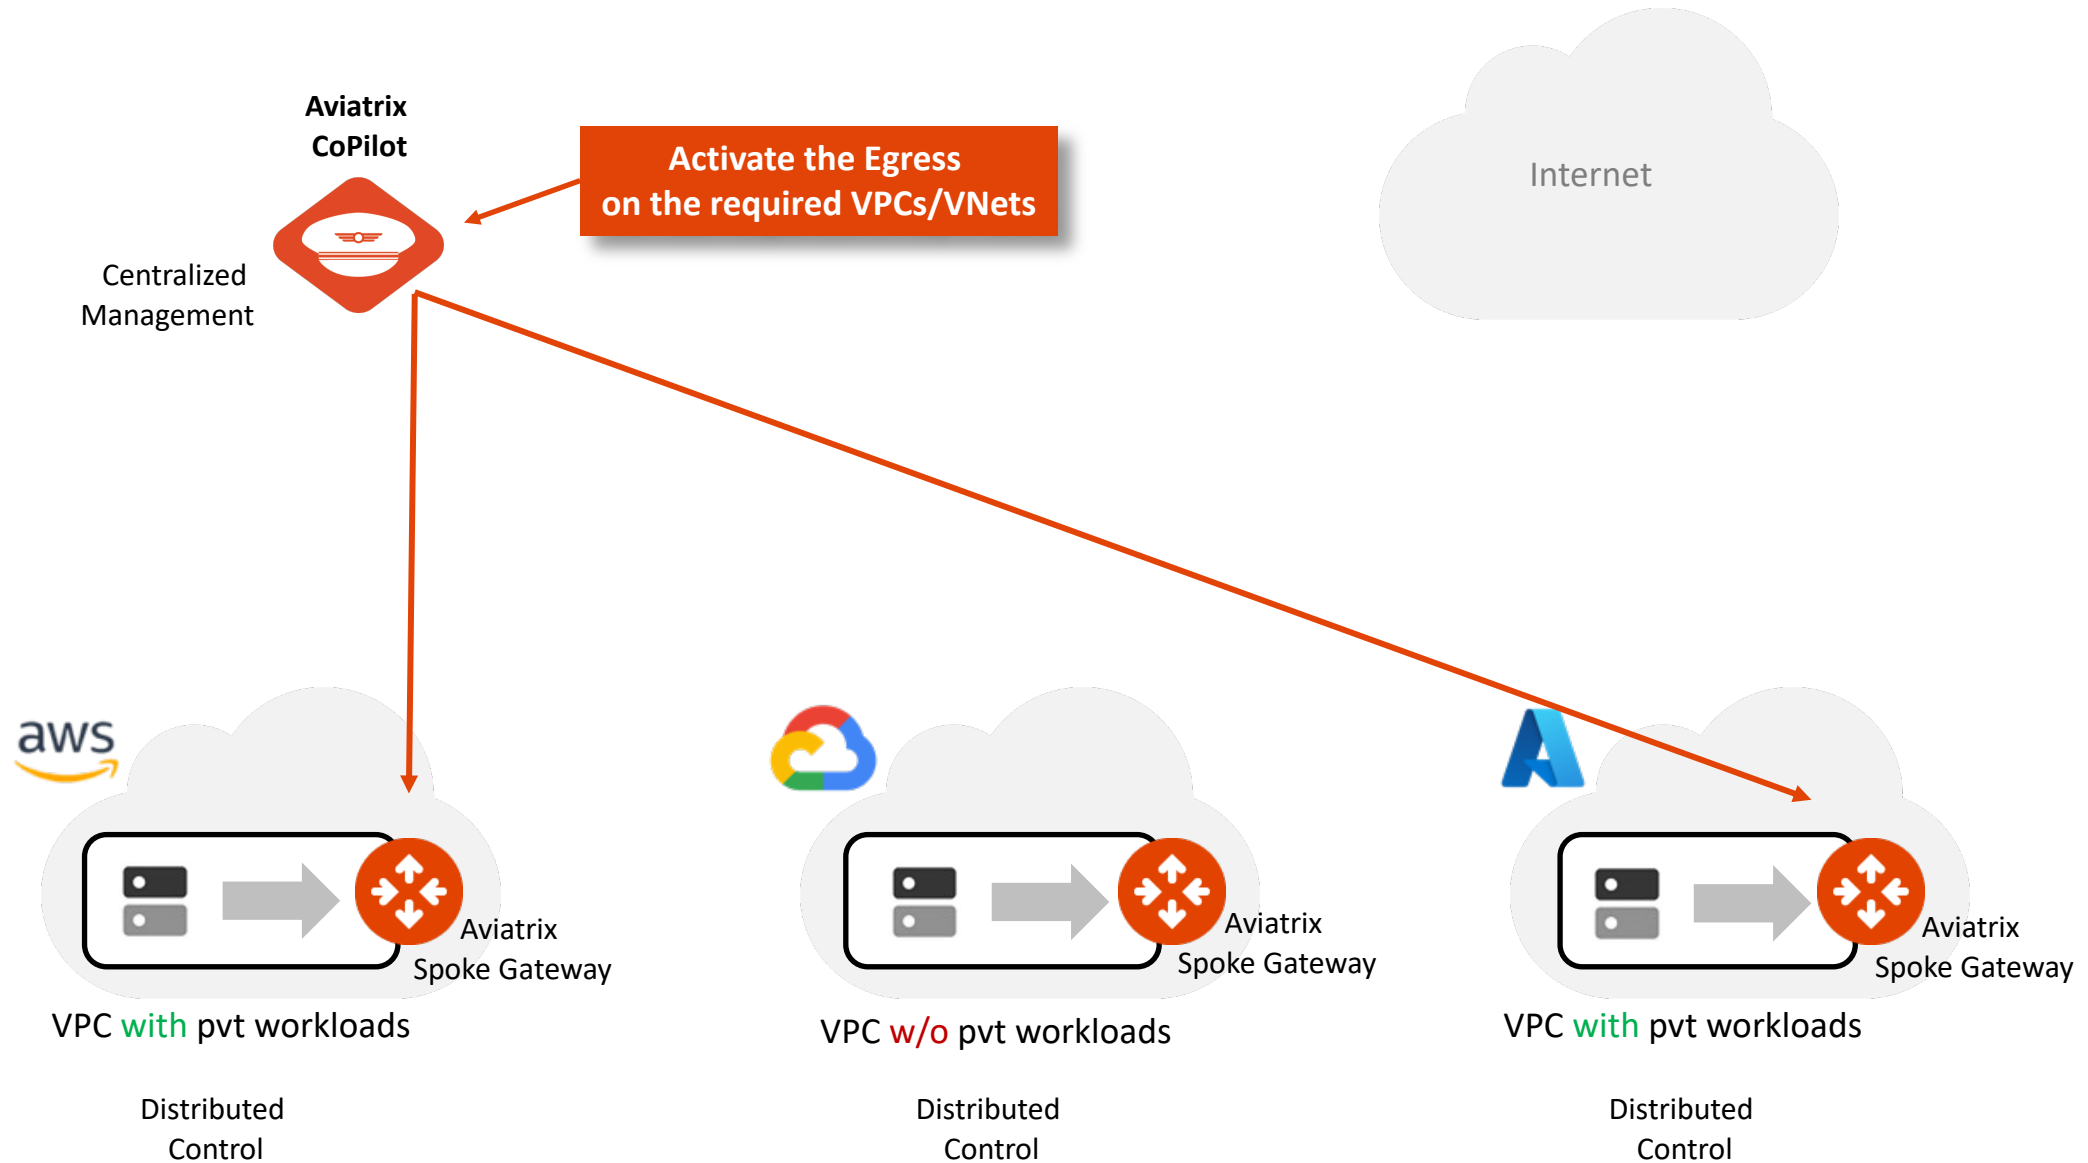 Aviatrix
CoPilot
Activate the Egress
on the required VPCs/VNets
Internet
Centralized
Management
aws
Aviatrix
Spoke Gateway
Aviatrix
Spoke Gateway
Aviatrix
Spoke Gateway
VPC with pvt workloads
VPC w/o pvt workloads
VPC with pvt workloads
Distributed
Control
Distributed
Control
Distributed
Control